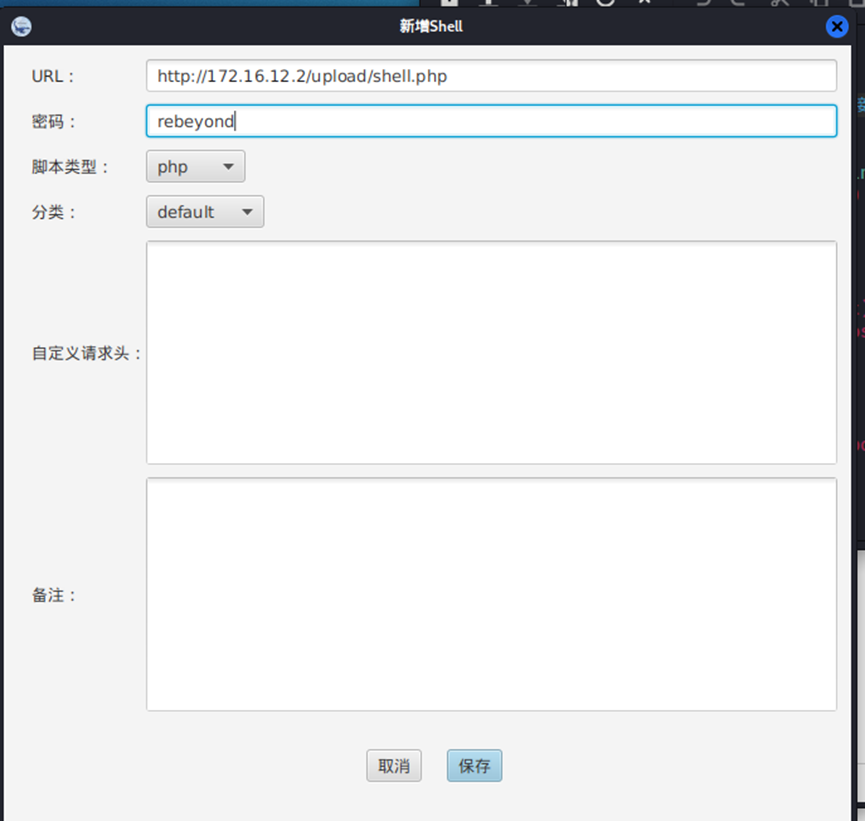 新增Shell
URL：
http://172.16.12.2/upload/shell.php
密码：
rebeyond
脚本类型：
php
分类：
default
自定义请求头：
备注：
取消
保存